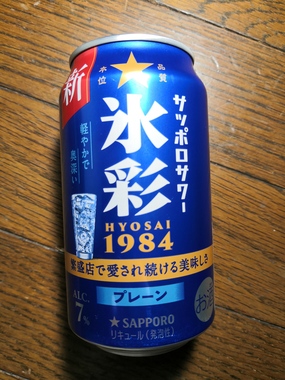 新
品質
本位
サッポロサワー
氷彩
HYOSAI
1984
軽やかで
奥深い
繁盛店で愛され続ける美味しさ
ALC.
7%
プレーン
お酒
SAPPORO
リキュール(発泡性)